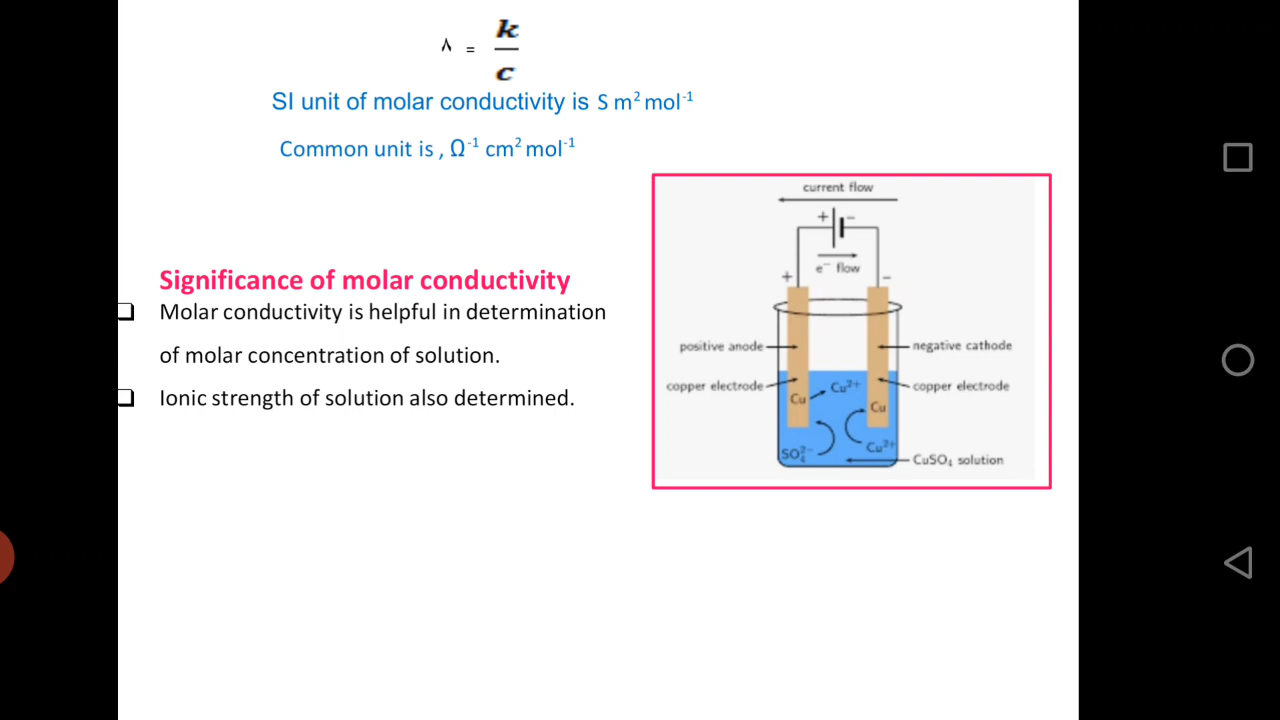 ʌ = k
c
SI unit of molar conductivity is S m² mol⁻¹
Common unit is , Ω⁻¹ cm² mol⁻¹
Significance of molar conductivity
Molar conductivity is helpful in determination
of molar concentration of solution.
Ionic strength of solution also determined.
current flow
+ −
e⁻ flow
+ −
positive anode
negative cathode
copper electrode
copper electrode
Cu
Cu²⁺
Cu
SO₄²⁻
Cu²⁺
CuSO₄ solution